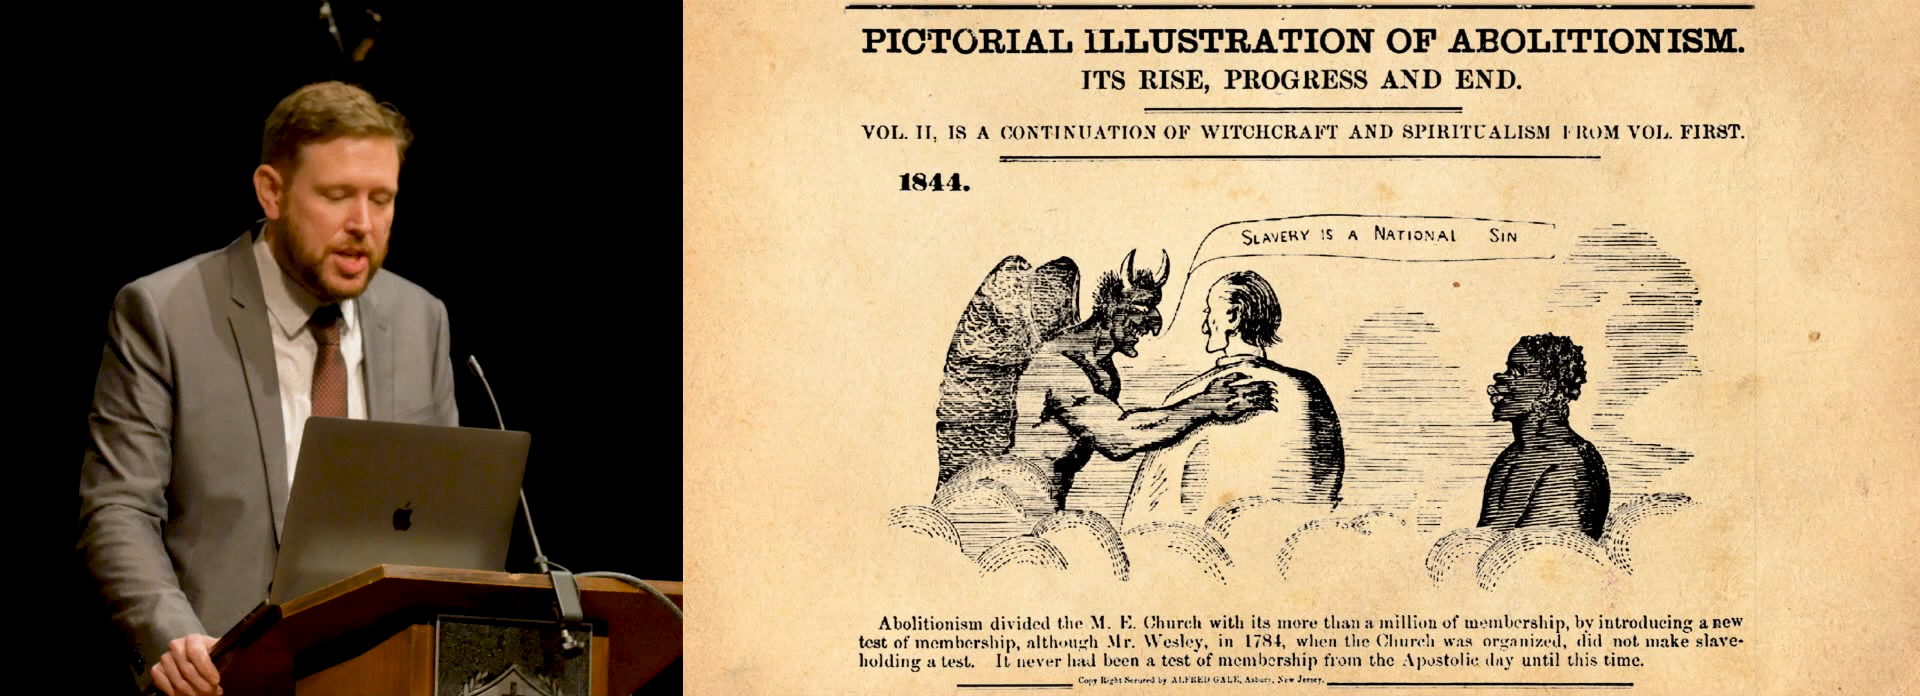 PICTORIAL ILLUSTRATION OF ABOLITIONISM.
ITS RISE, PROGRESS AND END.
VOL. II, IS A CONTINUATION OF WITCHCRAFT AND SPIRITUALISM FROM VOL. FIRST.
1844.
SLAVERY IS A NATIONAL SIN
Abolitionism divided the M. E. Church with its more than a million of membership, by introducing a new
test of membership, although Mr. Wesley, in 1784, when the Church was organized, did not make slave-
holding a test. It never had been a test of membership from the Apostolic day until this time.
Copy Right Secured by ALFRED GALE, Asbury, New Jersey.